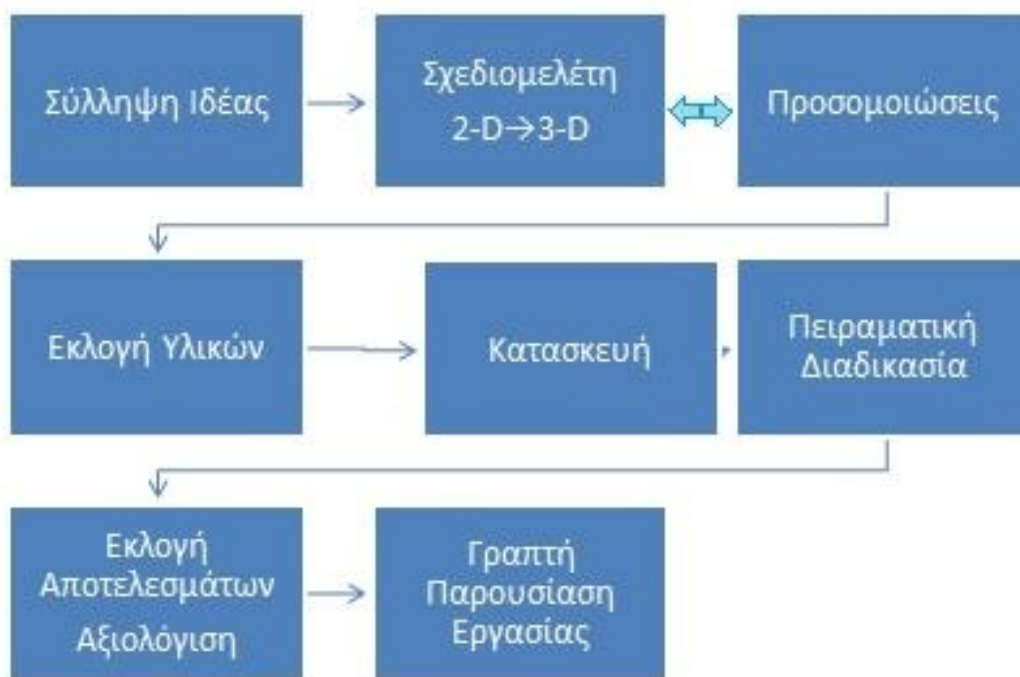 Σύλληψη Ιδέας
Σχεδιομελέτη
2-D→3-D
Προσομοιώσεις
Εκλογή Υλικών
Κατασκευή
Πειραματική
Διαδικασία
Εκλογή
Αποτελεσμάτων
Αξιολόγιση
Γραπτή
Παρουσίαση
Εργασίας